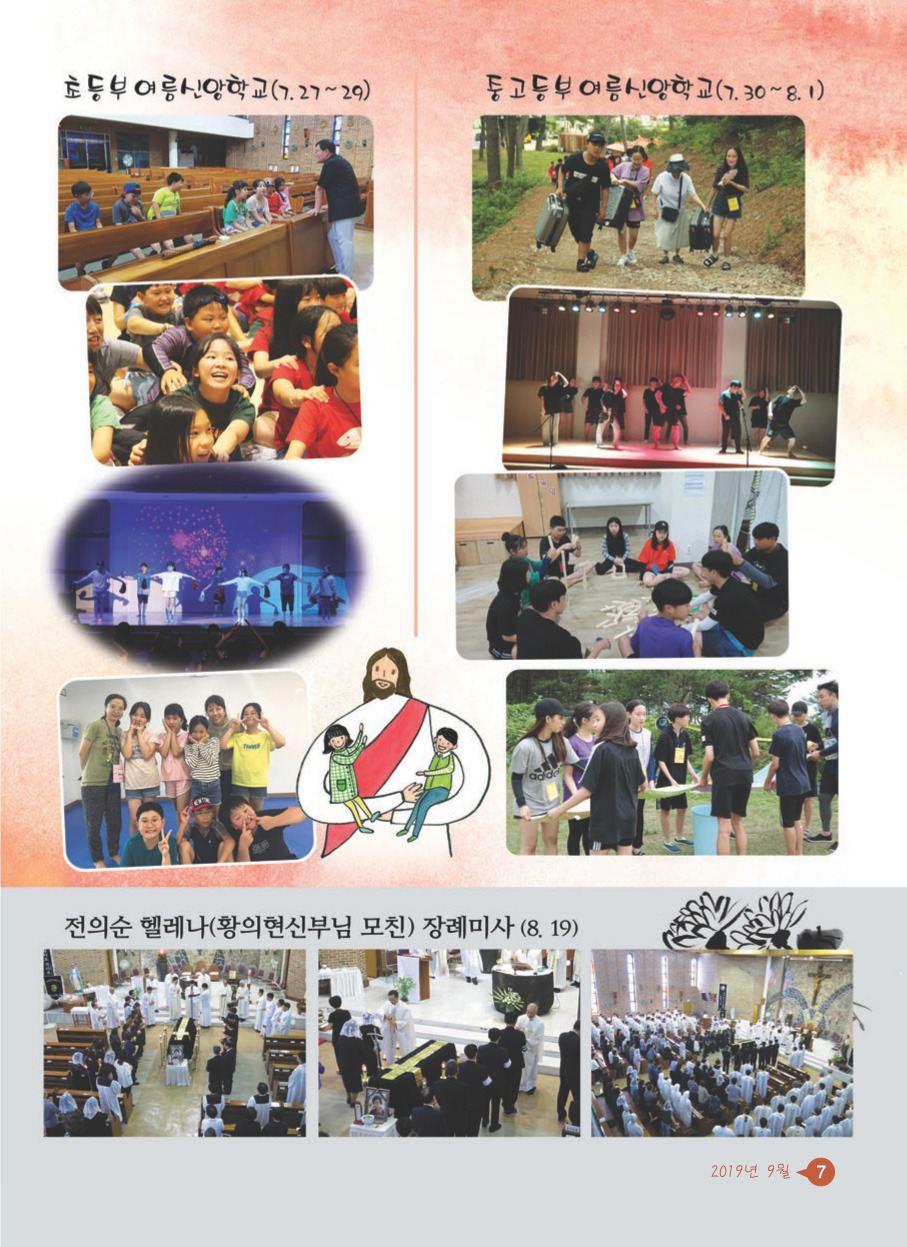 초등부 여름신앙학교(7.27~29)
중고등부 여름신앙학교(7.30~8.1)
adidas
전의순 헬레나(황의현신부님 모친) 장례미사 (8. 19)
2019년 9월 7